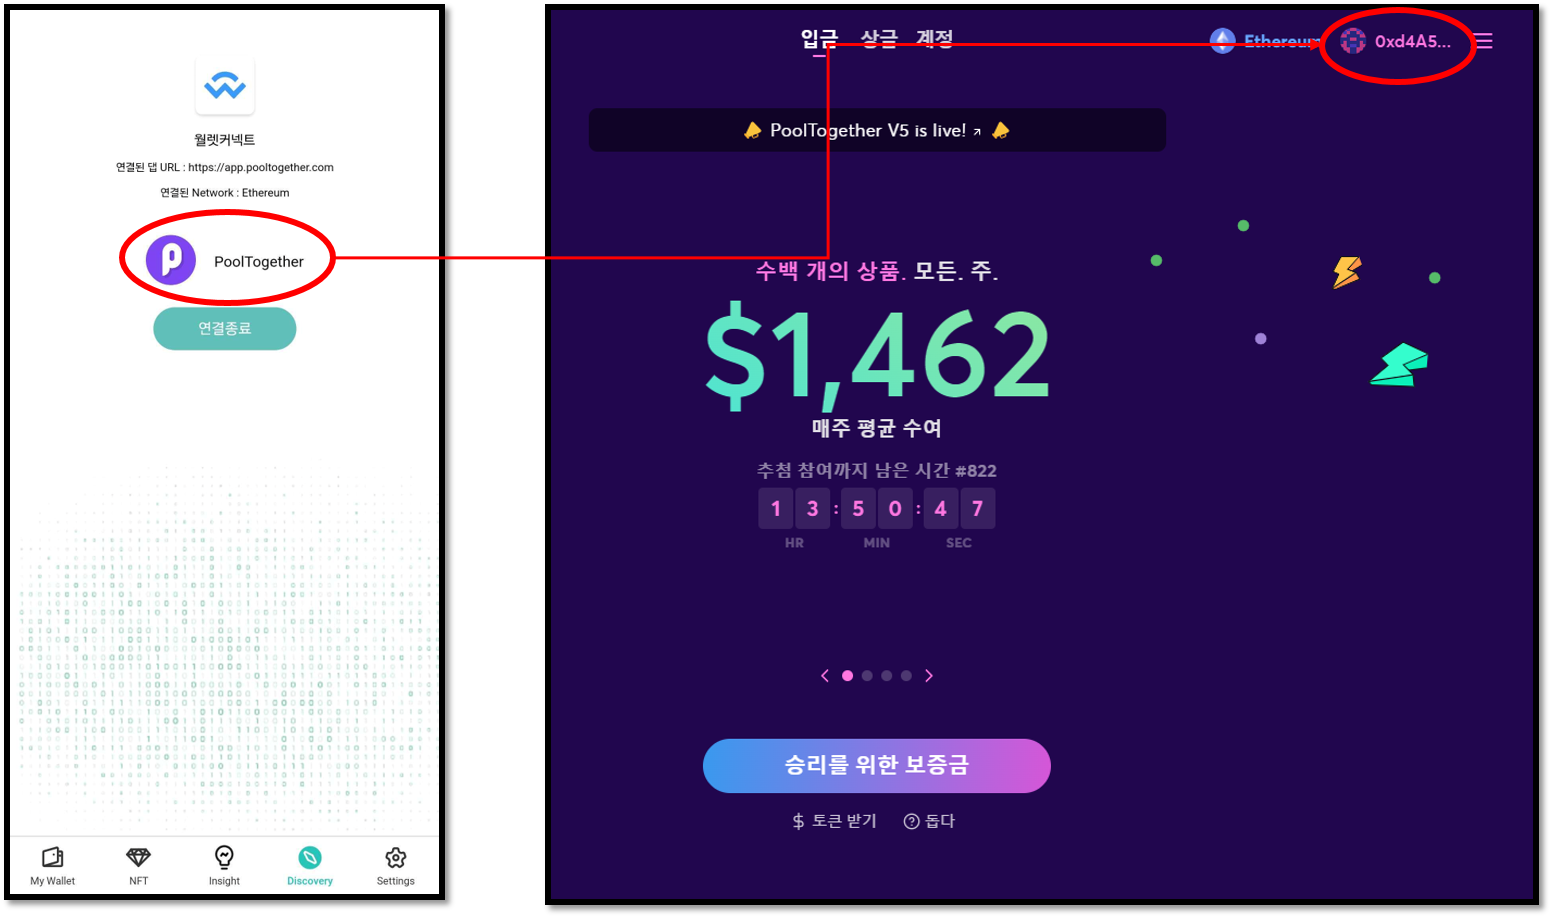 월렛커넥트
연결된 댑 URL : https://app.pooltogether.com
연결된 Network : Ethereum
PoolTogether
연결종료
My Wallet NFT Insight Discovery Settings
입금 상금 계정 Ethereum 0xd4A5...
PoolTogether V5 is live!
수백 개의 상품. 모든. 주.
$1,462
매주 평균 수여
추첨 참여까지 남은 시간 #822
1 3 : 5 0 : 4 7
HR MIN SEC
승리를 위한 보증금
토큰 받기 돕다